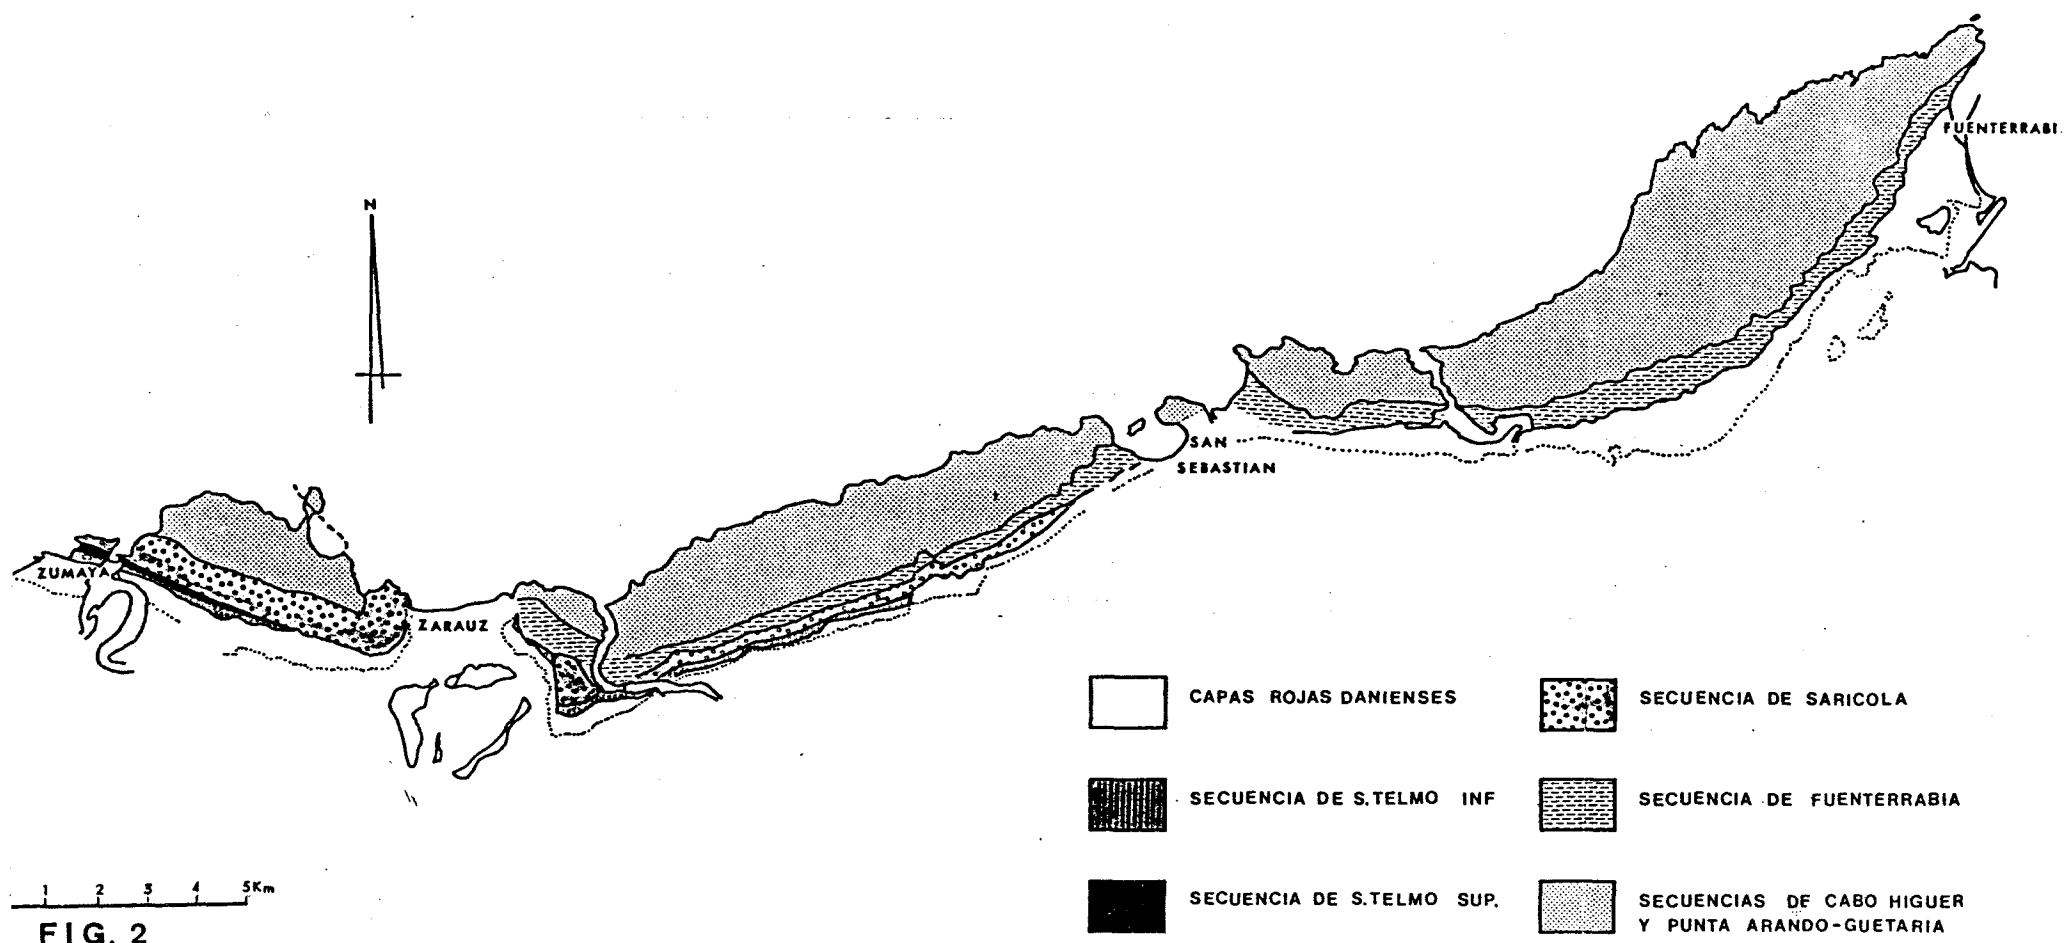 N
FUENTERRABI
SAN
SEBASTIAN
ZUMAYA
ZARAUZ
CAPAS ROJAS DANIENSES
SECUENCIA DE SARICOLA
SECUENCIA DE S.TELMO INF
SECUENCIA DE FUENTERRABIA
SECUENCIA DE S.TELMO SUP.
SECUENCIAS DE CABO HIGUER
Y PUNTA ARANDO-GUETARIA
1 2 3 4 5Km
FIG. 2